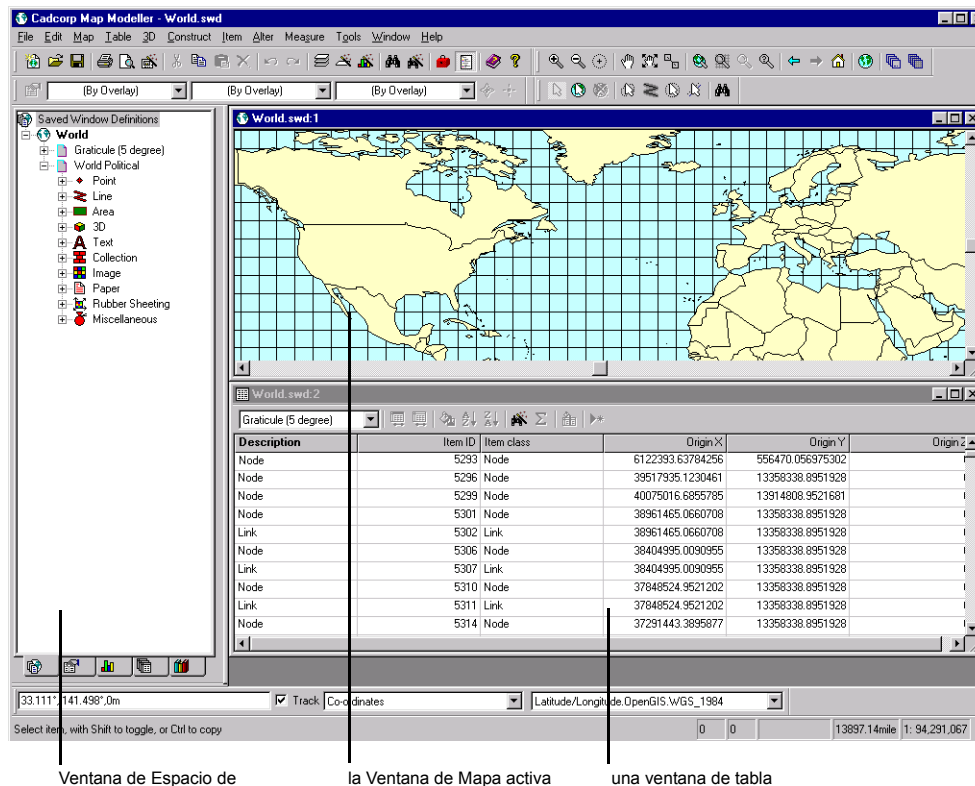 Cadcorp Map Modeller - World.swd
File Edit Map Table 3D Construct Item Alter Measure Tools Window Help
(By Overlay) (By Overlay) (By Overlay)
Saved Window Definitions
World
Graticule (5 degree)
World Political
Point
Line
Area
3D
Text
Collection
Image
Paper
Rubber Sheeting
Miscellaneous
World.swd:1
World.swd:2
Graticule (5 degree)
Description Item ID Item class Origin X Origin Y Origin Z
Node 5293 Node 6122393.63784256 556470.056975302
Node 5296 Node 39517935.1230461 13358338.8951928
Node 5299 Node 40075016.6855785 13914808.9521681
Node 5301 Node 38961465.0660708 13358338.8951928
Link 5302 Link 38961465.0660708 13358338.8951928
Node 5306 Node 38404995.0090955 13358338.8951928
Link 5307 Link 38404995.0090955 13358338.8951928
Node 5310 Node 37848524.9521202 13358338.8951928
Link 5311 Link 37848524.9521202 13358338.8951928
Node 5314 Node 37291443.3895877 13358338.8951928
33.111°, 141.498°,0m Track Co-ordinates Latitude/Longitude.OpenGIS.WGS_1984
Select item, with Shift to toggle, or Ctrl to copy 0 0 13897.14mile 1: 94,291,067
Ventana de Espacio de la Ventana de Mapa activa una ventana de tabla